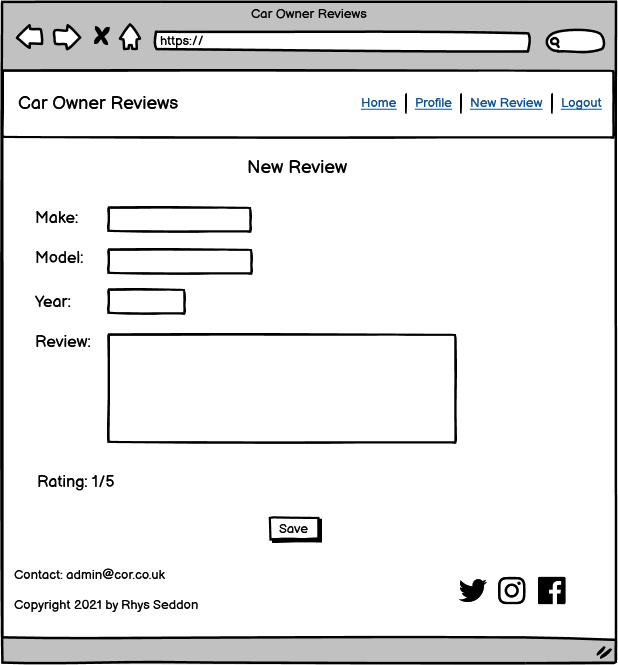 Car Owner Reviews
https://
Car Owner Reviews Home Profile New Review Logout
New Review
Make:
Model:
Year:
Review:
Rating: 1/5
Save
Contact: admin@cor.co.uk
Copyright 2021 by Rhys Seddon